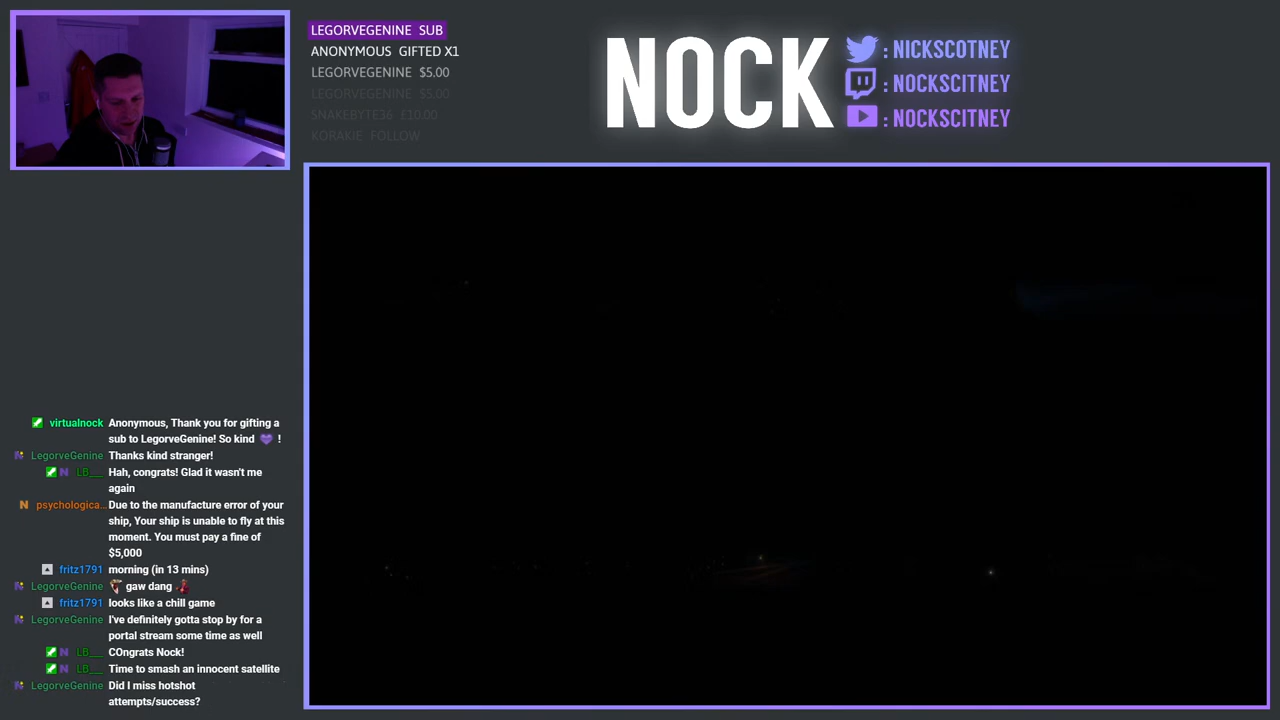 LEGORVEGENINE SUB
ANONYMOUS GIFTED X1
LEGORVEGENINE $5.00
LEGORVEGENINE $5.00
SNAKEBYTE36 £10.00
KORAKIE FOLLOW
NOCK
: NICKSCOTNEY
: NOCKSCITNEY
: NOCKSCITNEY
virtualnock Anonymous, Thank you for gifting a
sub to LegorveGenine! So kind !
LegorveGenine Thanks kind stranger!
LB__ Hah, congrats! Glad it wasn't me
again
psychologica... Due to the manufacture error of your
ship, Your ship is unable to fly at this
moment. You must pay a fine of
$5,000
fritz1791 morning (in 13 mins)
LegorveGenine gaw dang
fritz1791 looks like a chill game
LegorveGenine I've definitely gotta stop by for a
portal stream some time as well
LB__ COngrats Nock!
LB__ Time to smash an innocent satellite
LegorveGenine Did I miss hotshot
attempts/success?